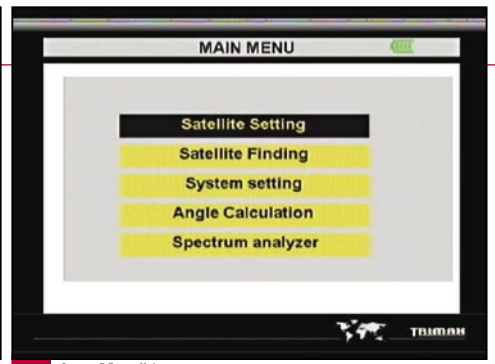 MAIN MENU
Satellite Setting
Satellite Finding
System setting
Angle Calculation
Spectrum analyzer
TRIMAX